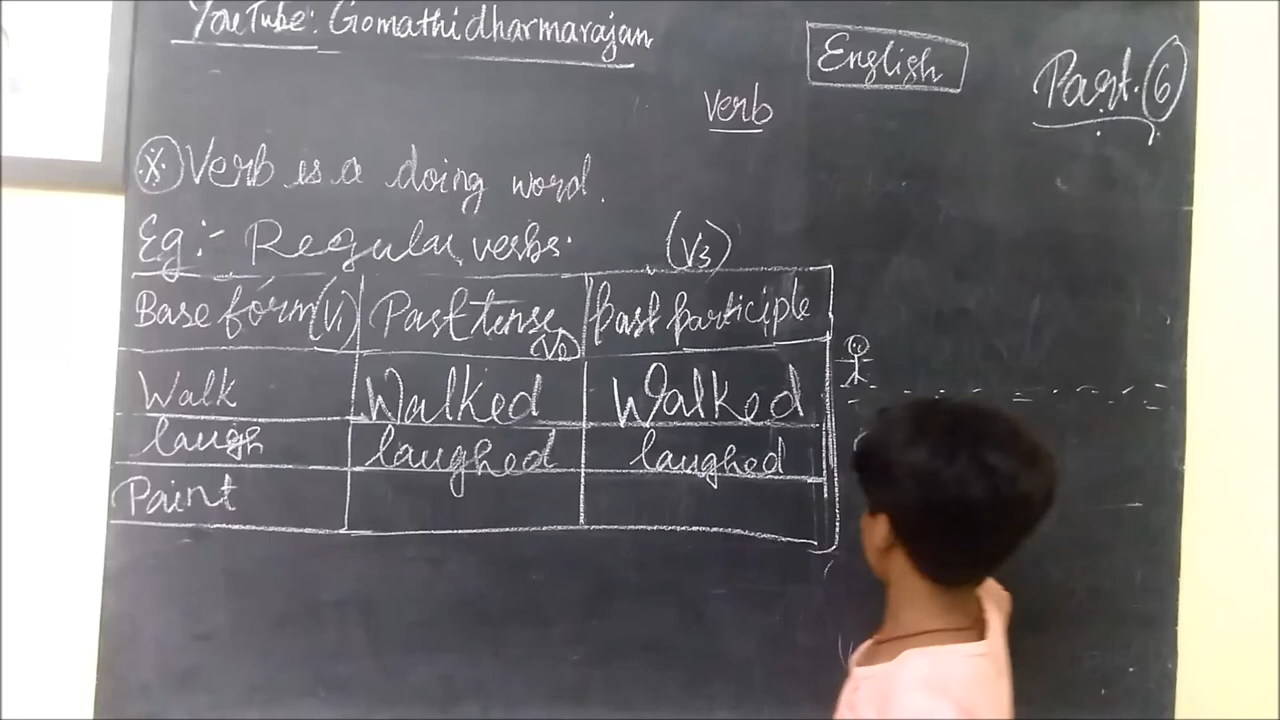 YouTube: Gomathidharmarajan
English
Part. 6
Verb
Verb is a doing word.
Eg:- Regular verbs.
(V3)
Base form (V1) Past tense past participle
Walk Walked Walked
laugh laughed laughed
Paint